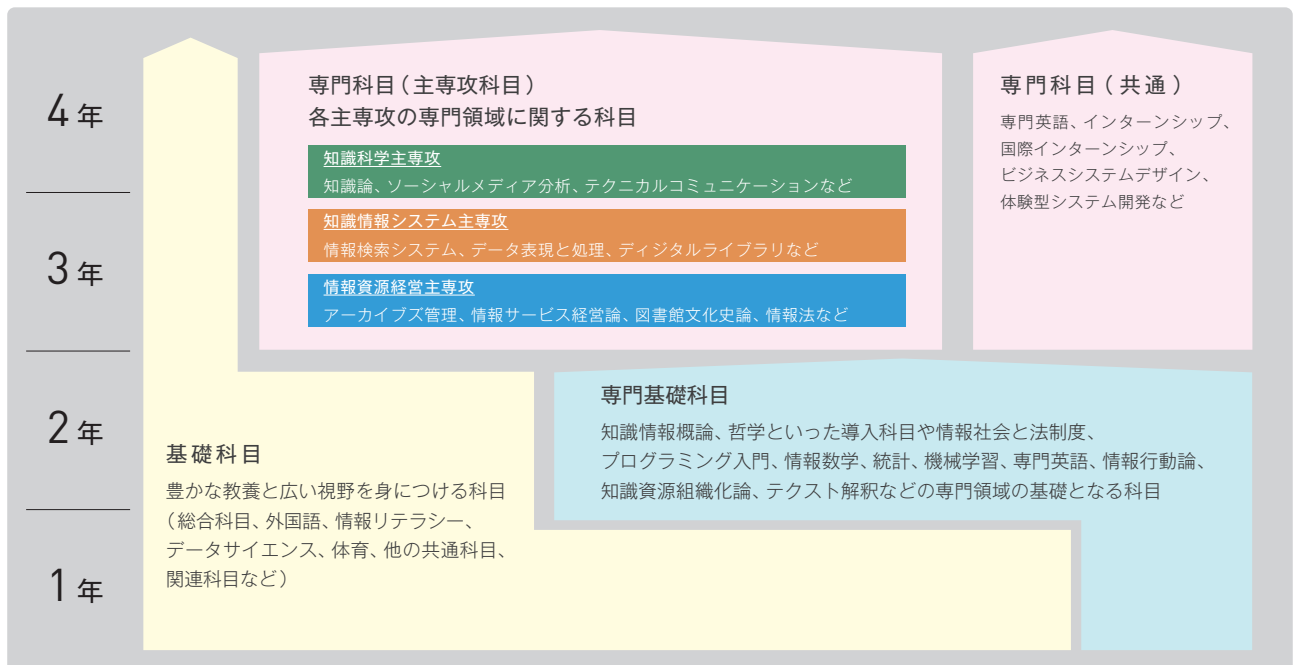 4年
3年
2年
1年
専門科目（主専攻科目）
各主専攻の専門領域に関する科目
知識科学主専攻
知識論、ソーシャルメディア分析、テクニカルコミュニケーションなど
知識情報システム主専攻
情報検索システム、データ表現と処理、ディジタルライブラリなど
情報資源経営主専攻
アーカイブズ管理、情報サービス経営論、図書館文化史論、情報法など
専門科目（共通）
専門英語、インターンシップ、
国際インターンシップ、
ビジネスシステムデザイン、
体験型システム開発など
専門基礎科目
知識情報概論、哲学といった導入科目や情報社会と法制度、
プログラミング入門、情報数学、統計、機械学習、専門英語、情報行動論、
知識資源組織化論、テクスト解釈などの専門領域の基礎となる科目
基礎科目
豊かな教養と広い視野を身につける科目
（総合科目、外国語、情報リテラシー、
データサイエンス、体育、他の共通科目、
関連科目など）